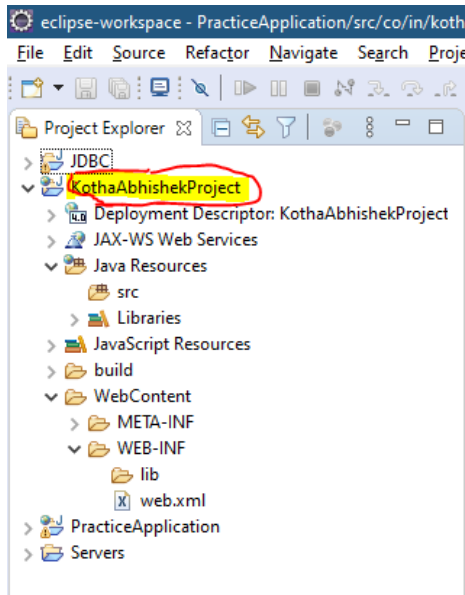 eclipse-workspace - PracticeApplication/src/co/in/koth
File Edit Source Refactor Navigate Search Proje
Project Explorer
JDBC
KothaAbhishekProject
4.0 Deployment Descriptor: KothaAbhishekProject
JAX-WS Web Services
Java Resources
src
Libraries
JavaScript Resources
build
WebContent
META-INF
WEB-INF
lib
X web.xml
PracticeApplication
Servers